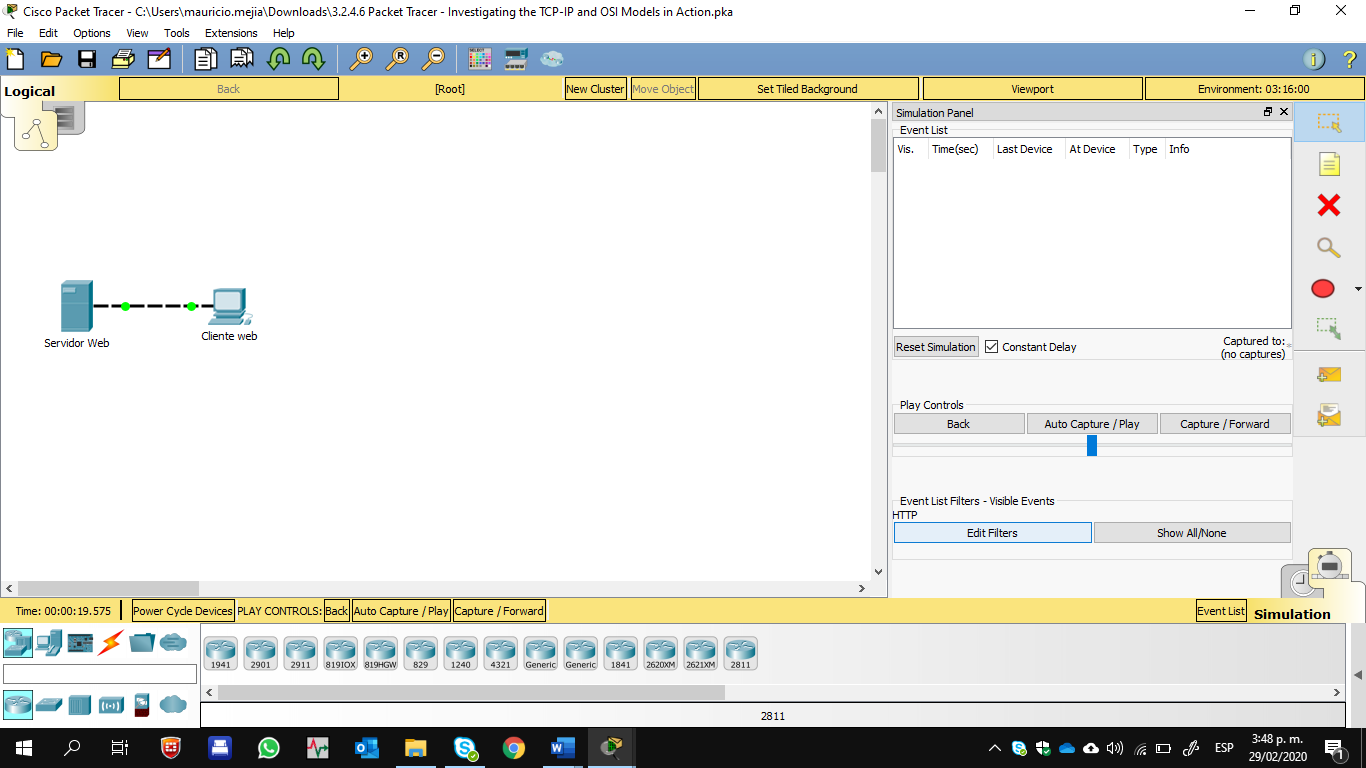 Cisco Packet Tracer - C:\Users\mauricio.mejia\Downloads\3.2.4.6 Packet Tracer - Investigating the TCP-IP and OSI Models in Action.pka
File Edit Options View Tools Extensions Help
Logical Back [Root] New Cluster Move Object Set Tiled Background Viewport Environment: 03:16:00
Simulation Panel
Event List
Vis. Time(sec) Last Device At Device Type Info
Servidor Web
Cliente web
Reset Simulation Constant Delay
Captured to:
(no captures)
Play Controls
Back Auto Capture / Play Capture / Forward
Event List Filters - Visible Events
HTTP
Edit Filters Show All/None
Time: 00:00:19.575 Power Cycle Devices PLAY CONTROLS: Back Auto Capture / Play Capture / Forward Event List Simulation
1941 2901 2911 819IOX 819HGW 829 1240 4321 Generic Generic 1841 2620XM 2621XM 2811
2811
ESP
3:48 p. m.
29/02/2020
1